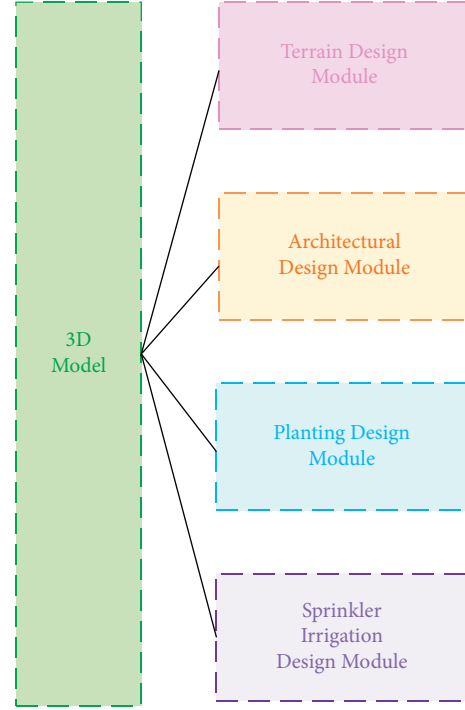 3D
Model
Terrain Design
Module
Architectural
Design Module
Planting Design
Module
Sprinkler
Irrigation
Design Module